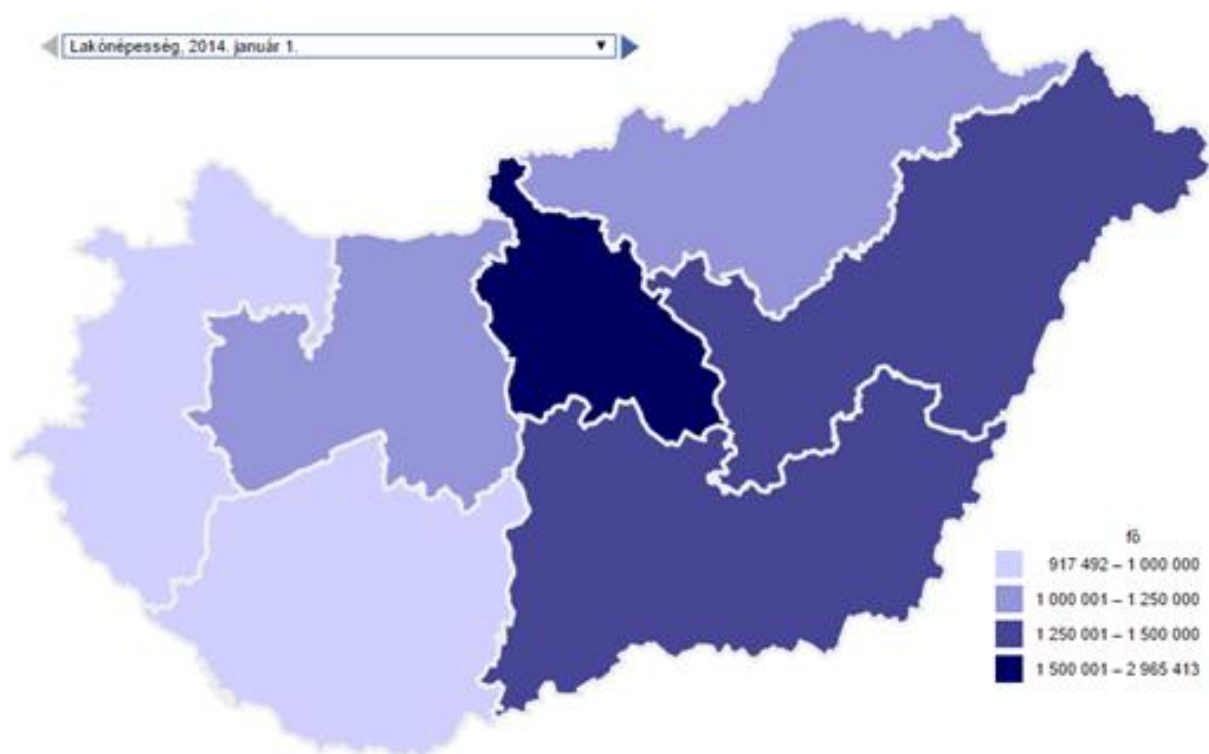 Lakónépesség, 2014. január 1.
fő
917 492 – 1 000 000
1 000 001 – 1 250 000
1 250 001 – 1 500 000
1 500 001 – 2 965 413